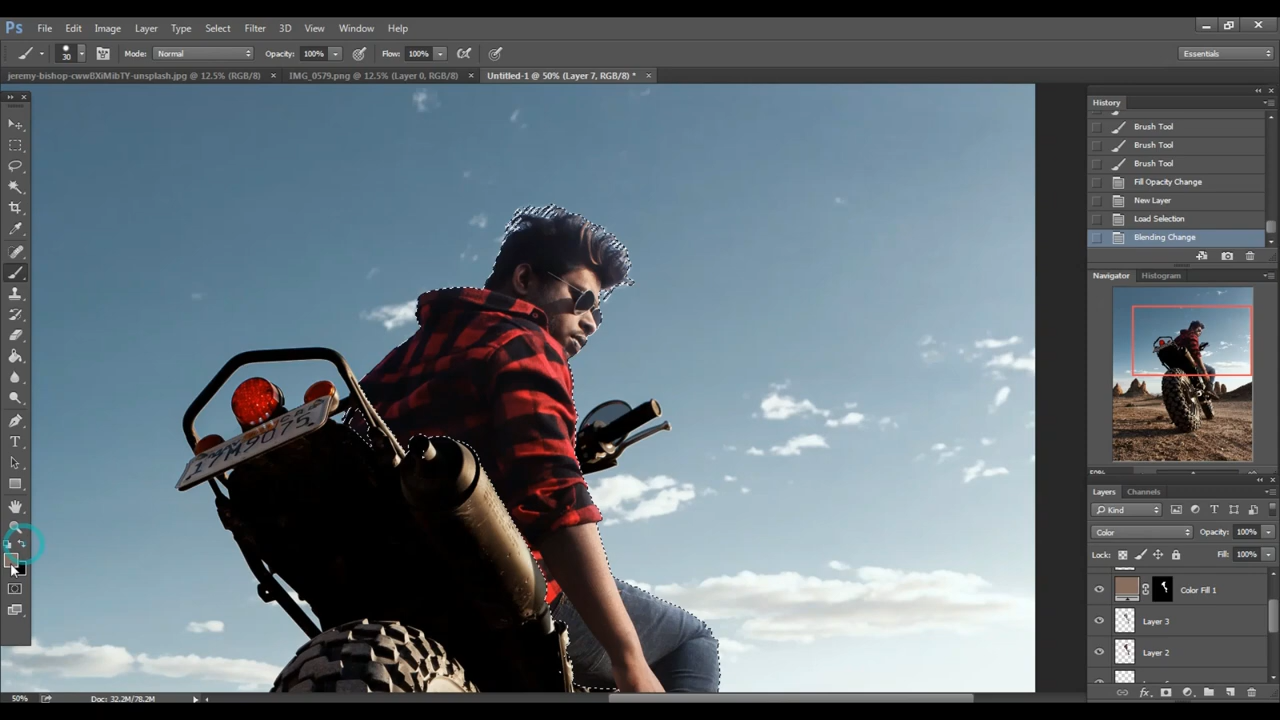 Ps File Edit Image Layer Type Select Filter 3D View Window Help
30 Mode: Normal Opacity: 100% Flow: 100% Essentials
jeremy-bishop-cwwBXiMibTY-unsplash.jpg @ 12.5% (RGB/8) × IMG_0579.png @ 12.5% (Layer 0, RGB/8) × Untitled-1 @ 50% (Layer 7, RGB/8) * ×
History
Brush Tool
Brush Tool
Brush Tool
Fill Opacity Change
New Layer
Load Selection
Blending Change
Navigator Histogram
50%
Layers Channels
Kind
Color Opacity: 100%
Lock: Fill: 100%
Color Fill 1
Layer 3
Layer 2
17M9075
50% Doc: 32.2M/78.2M